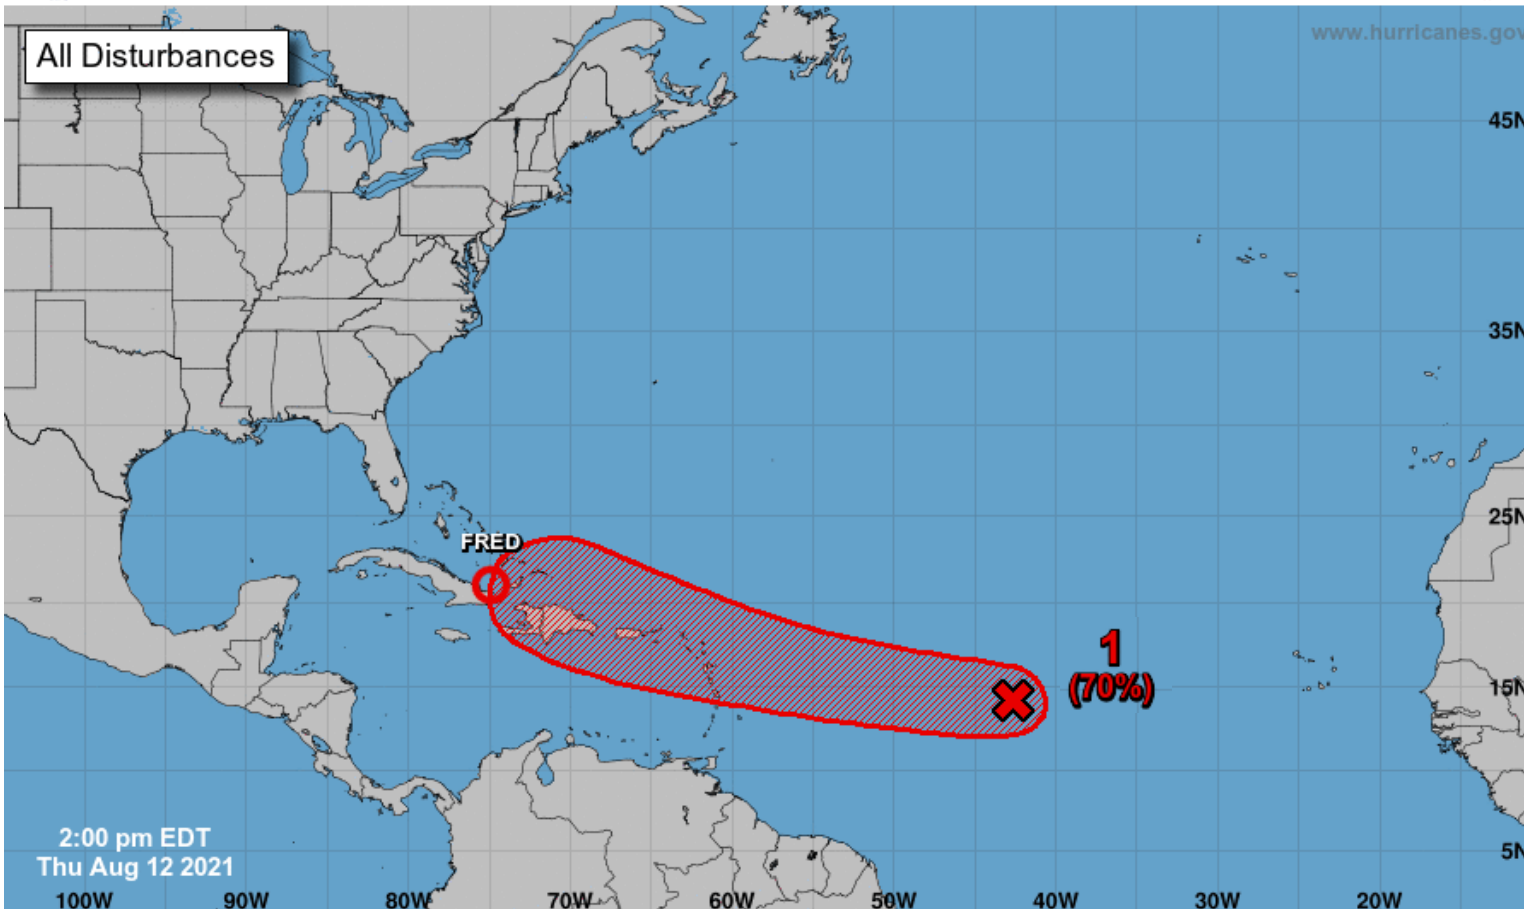 All Disturbances
www.hurricanes.gov
45N
35N
FRED
25N
1
(70%)
15N
2:00 pm EDT
Thu Aug 12 2021
5N
100W 90W 80W 70W 60W 50W 40W 30W 20W